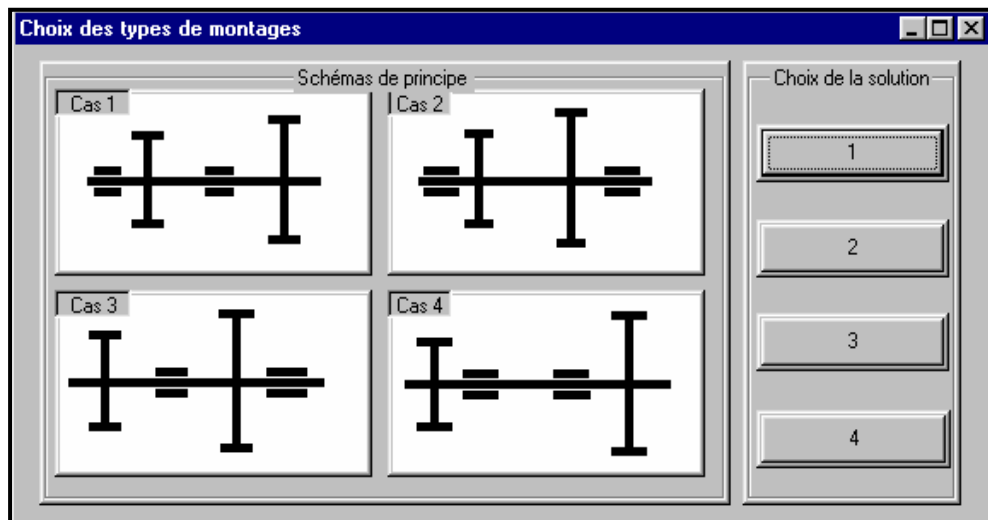 Choix des types de montages
Schémas de principe
Cas 1
Cas 2
Cas 3
Cas 4
Choix de la solution
1
2
3
4